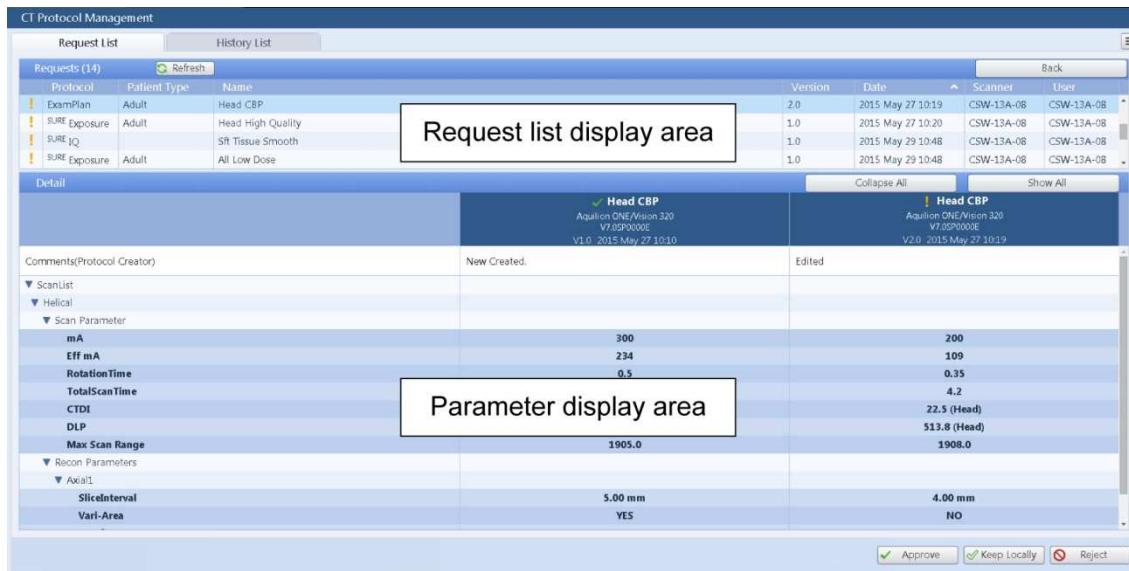 CT Protocol Management
Request List History List
Requests (14) Refresh Back
Protocol Patient Type Name Version Date Scanner User
! ExamPlan Adult Head CBP 2.0 2015 May 27 10:19 CSW-13A-08 CSW-13A-08
! SURE Exposure Adult Head High Quality 1.0 2015 May 27 10:20 CSW-13A-08 CSW-13A-08
! SURE IQ Sft Tissue Smooth 1.0 2015 May 29 10:48 CSW-13A-08 CSW-13A-08
! SURE Exposure Adult All Low Dose 1.0 2015 May 29 10:48 CSW-13A-08 CSW-13A-08
Request list display area
Detail Collapse All Show All
Head CBP ! Head CBP
Aquilion ONE/Vision 320 Aquilion ONE/Vision 320
V7.0SP0000E V7.0SP0000E
V1.0 2015 May 27 10:10 V2.0 2015 May 27 10:19
Comments(Protocol Creator) New Created. Edited
ScanList
Helical
Scan Parameter
mA 300 200
Eff mA 234 109
RotationTime 0.5 0.35
TotalScanTime 4.2
CTDI 22.5 (Head)
DLP 513.8 (Head)
Parameter display area
Max Scan Range 1905.0 1908.0
Recon Parameters
Axial1
SliceInterval 5.00 mm 4.00 mm
Vari-Area YES NO
Approve Keep Locally Reject